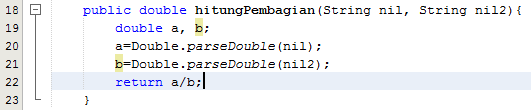 18 public double hitungPembagian(String nil, String nil2){
19 double a, b;
20 a=Double.parseDouble(nil);
21 b=Double.parseDouble(nil2);
22 return a/b;
23 }